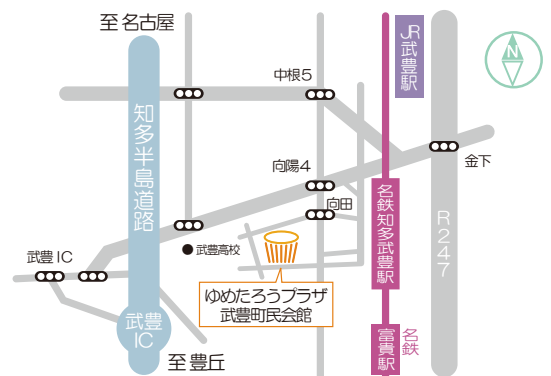 至 名古屋
JR武豊駅
N
中根5
知多半島道路
金下
向陽4
向田
名鉄知多武豊駅
R247
武豊高校
武豊 IC
ゆめたろうプラザ
武豊町民会館
武豊
IC
名鉄
富貴駅
至 豊丘